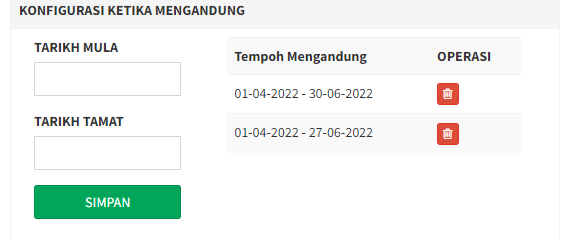 KONFIGURASI KETIKA MENGANDUNG
TARIKH MULA
TARIKH TAMAT
SIMPAN
Tempoh Mengandung OPERASI
01-04-2022 - 30-06-2022
01-04-2022 - 27-06-2022